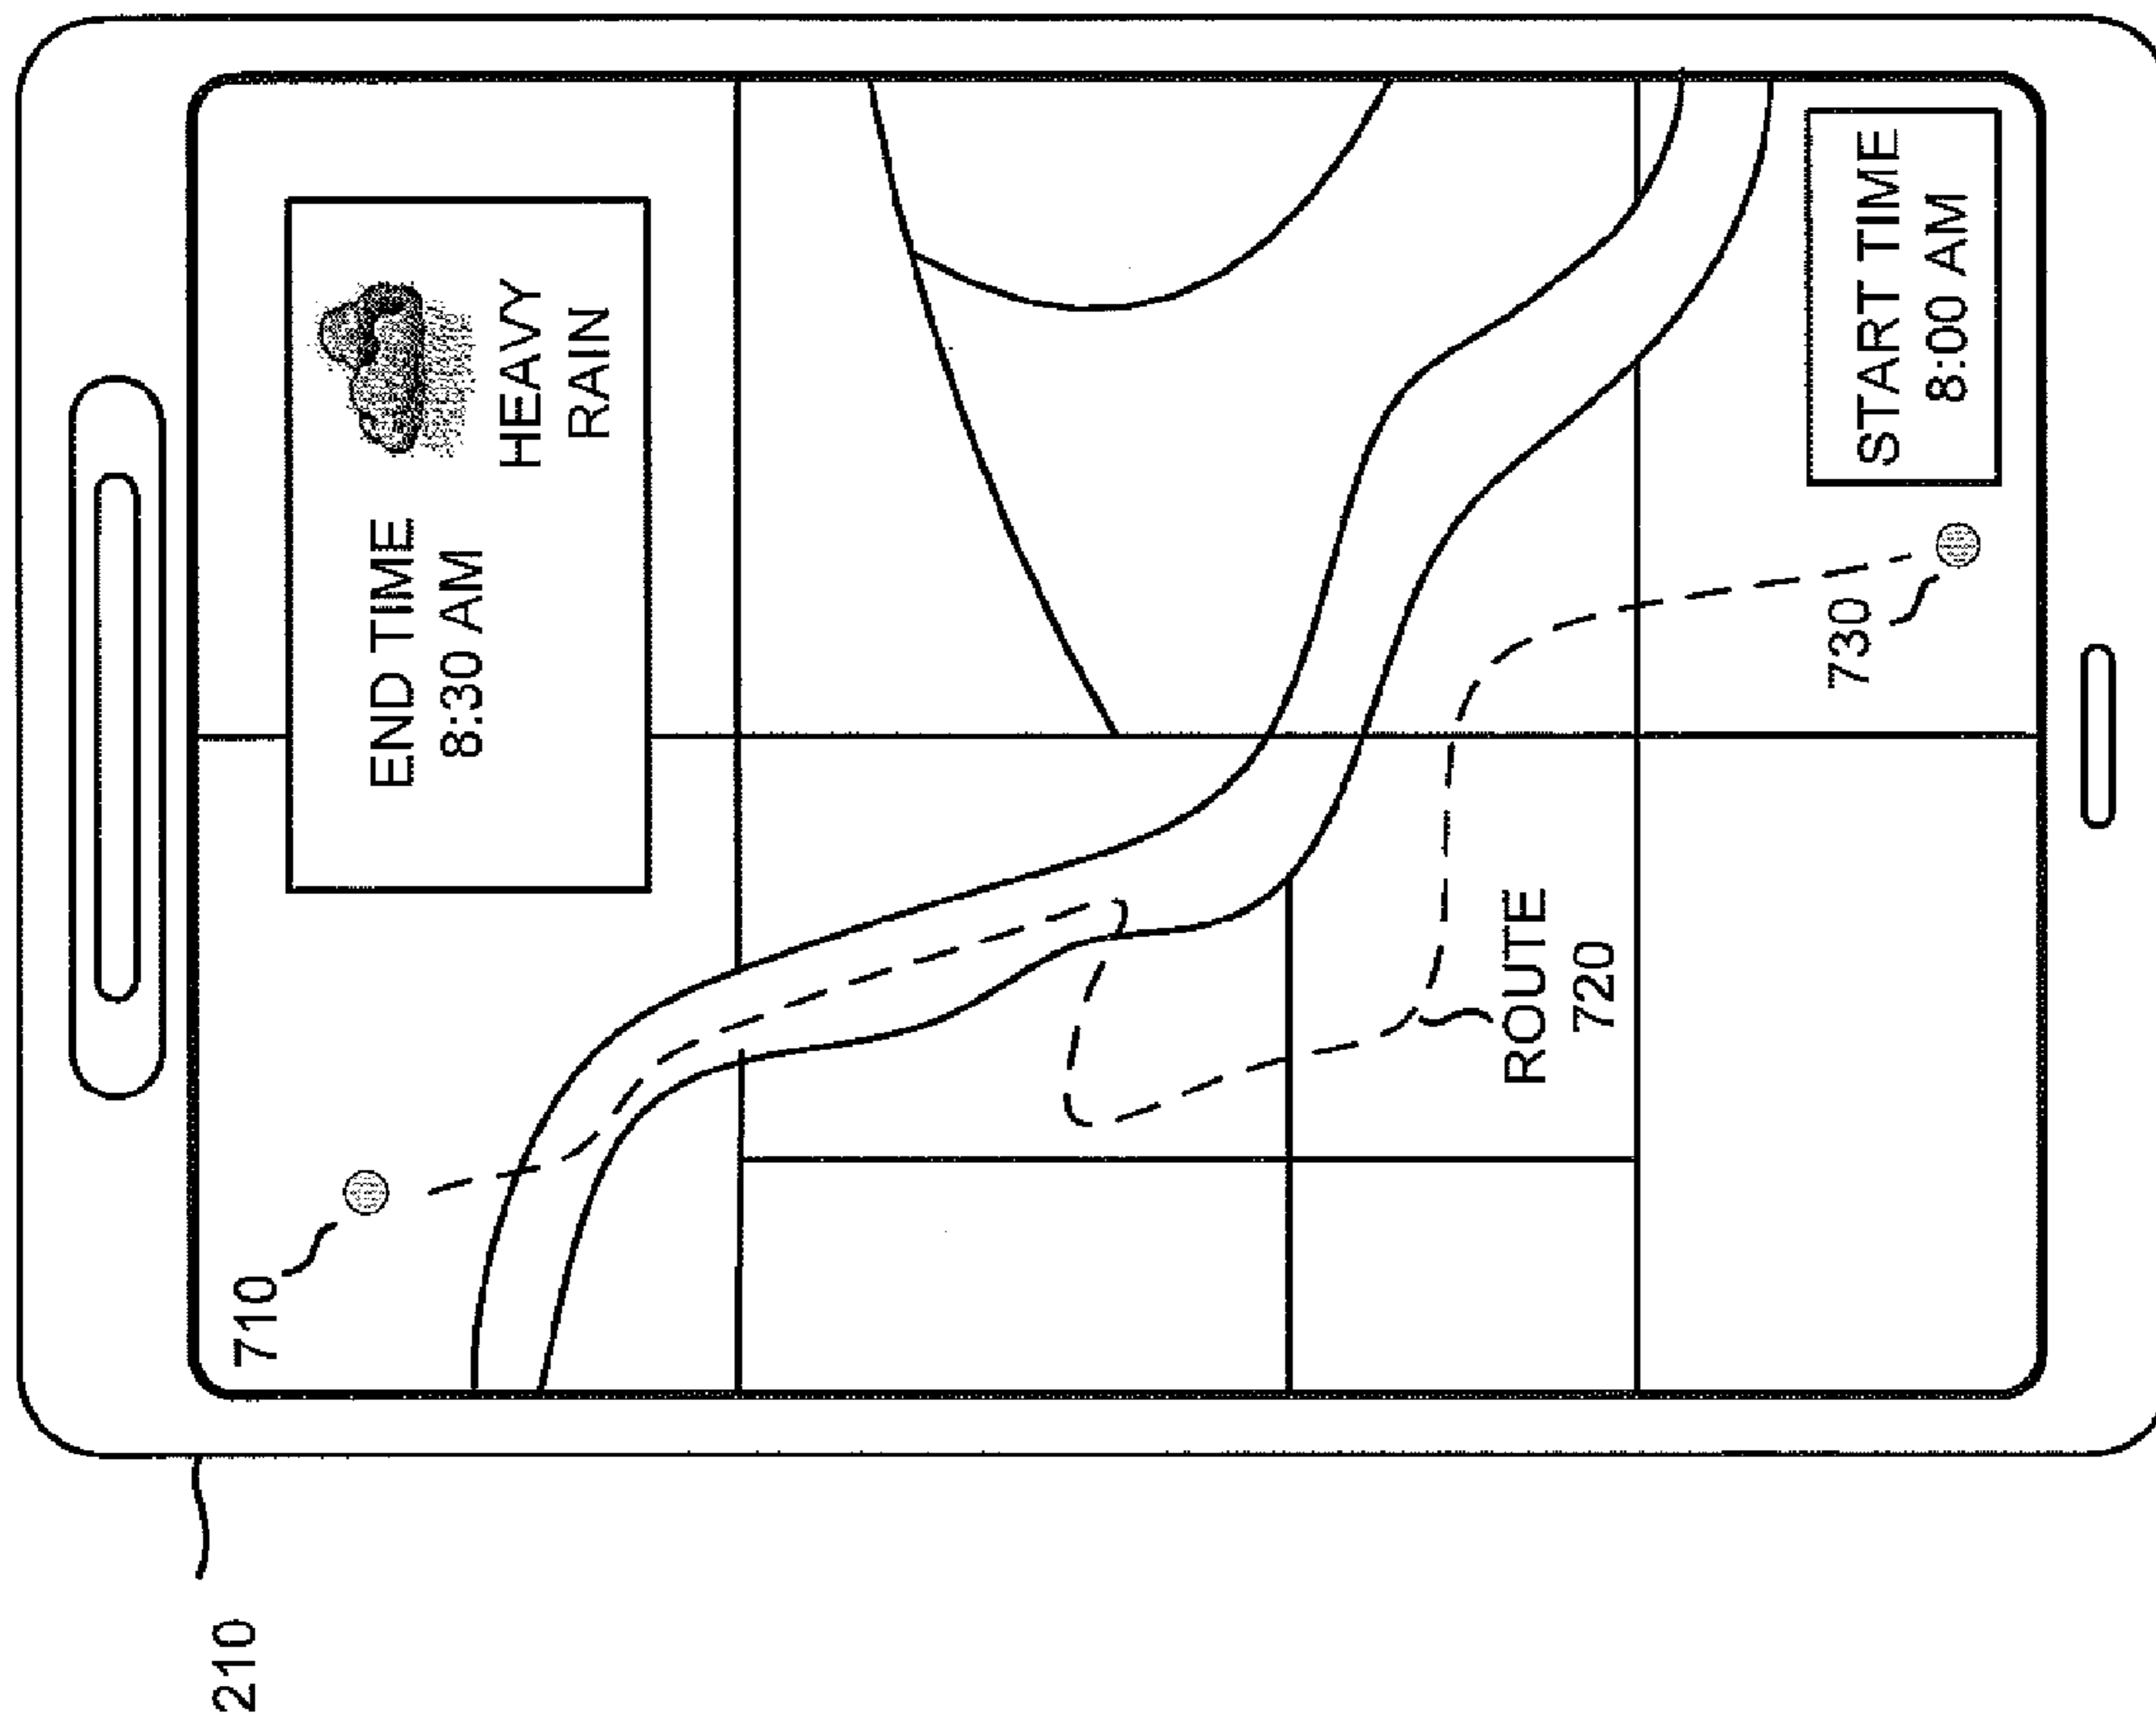 210
710
END TIME
8:30 AM
HEAVY
RAIN
ROUTE
720
730
START TIME
8:00 AM